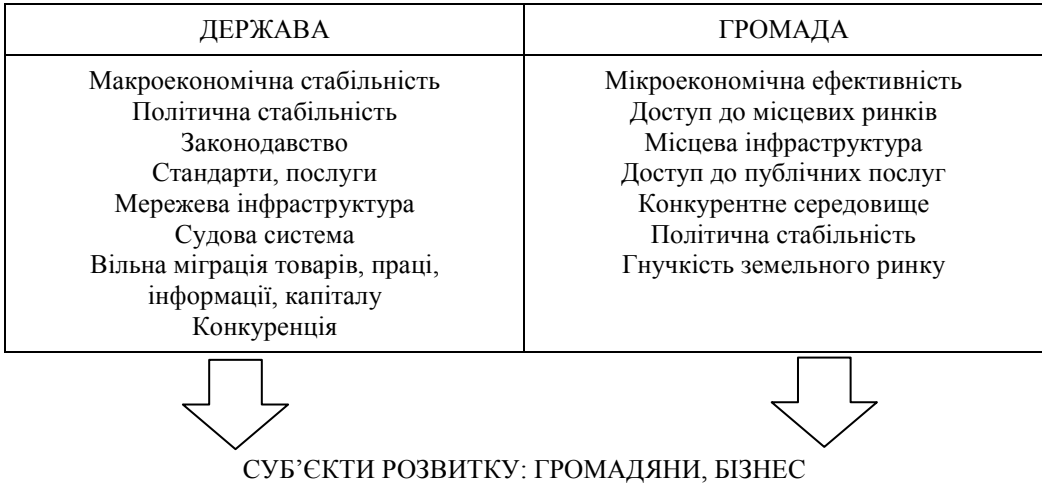 ДЕРЖАВА
Макроекономічна стабільність
Політична стабільність
Законодавство
Стандарти, послуги
Мережева інфраструктура
Судова система
Вільна міграція товарів, праці,
інформації, капіталу
Конкуренція
ГРОМАДА
Мікроекономічна ефективність
Доступ до місцевих ринків
Місцева інфраструктура
Доступ до публічних послуг
Конкурентне середовище
Політична стабільність
Гнучкість земельного ринку
СУБ’ЄКТИ РОЗВИТКУ: ГРОМАДЯНИ, БІЗНЕС